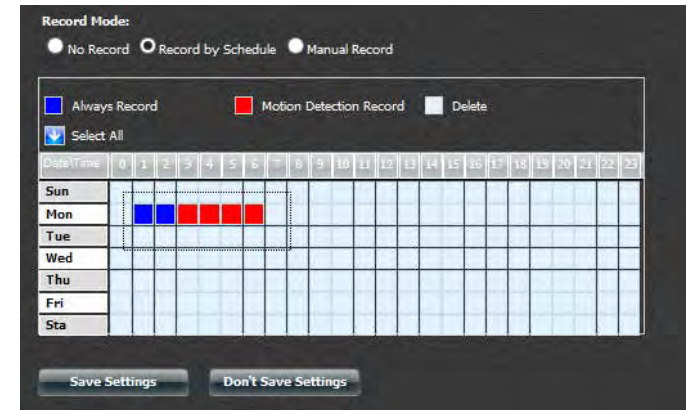 Record Mode:
No Record Record by Schedule Manual Record
Always Record Motion Detection Record Delete
Select All
Date\Time 0 1 2 3 4 5 6 7 8 9 10 11 12 13 14 15 16 17 18 19 20 21 22 23
Sun
Mon
Tue
Wed
Thu
Fri
Sta
Save Settings Don't Save Settings